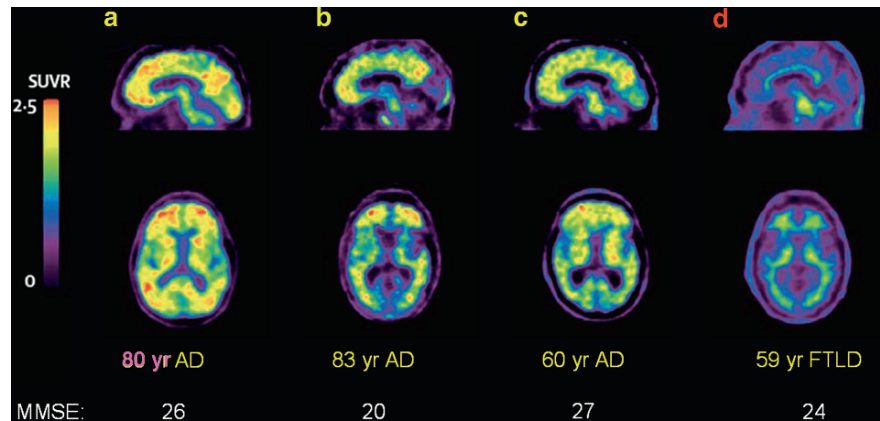 a b c d
SUVR
2·5
0
80 yr AD 83 yr AD 60 yr AD 59 yr FTLD
MMSE: 26 20 27 24